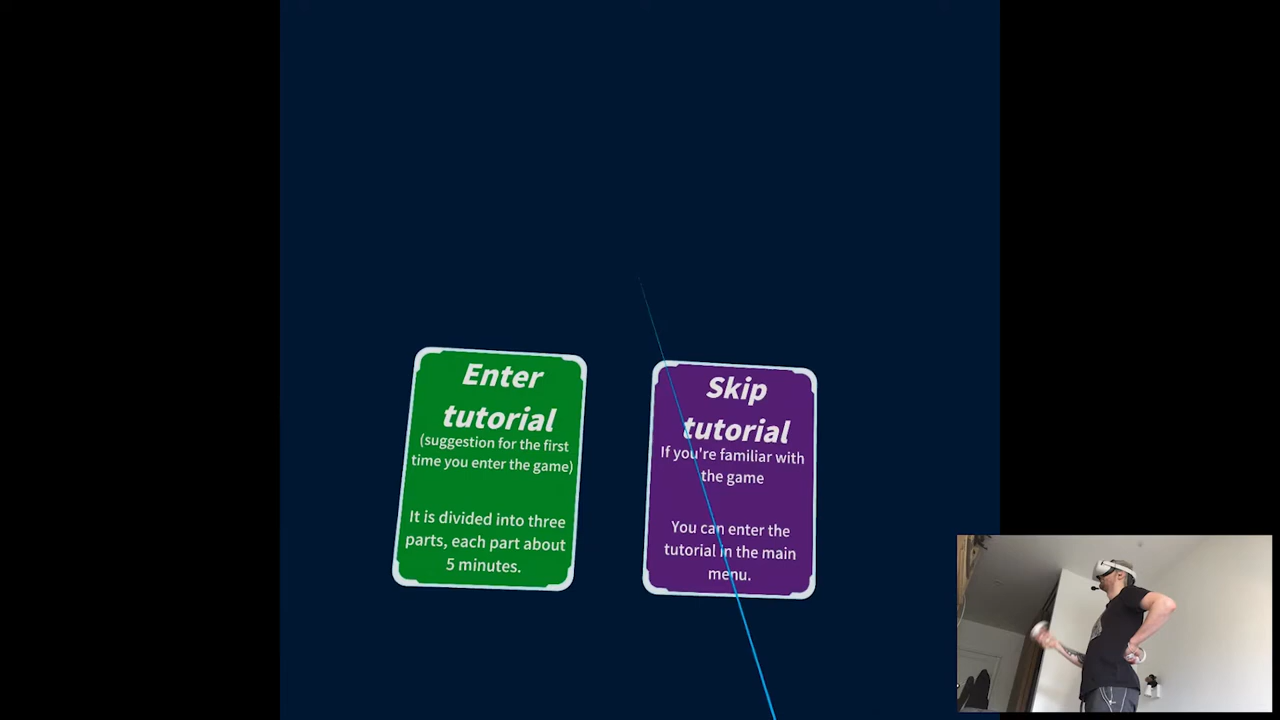 Enter
tutorial
(suggestion for the first
time you enter the game)
It is divided into three
parts, each part about
5 minutes.
Skip
tutorial
If you're familiar with
the game
You can enter the
tutorial in the main
menu.